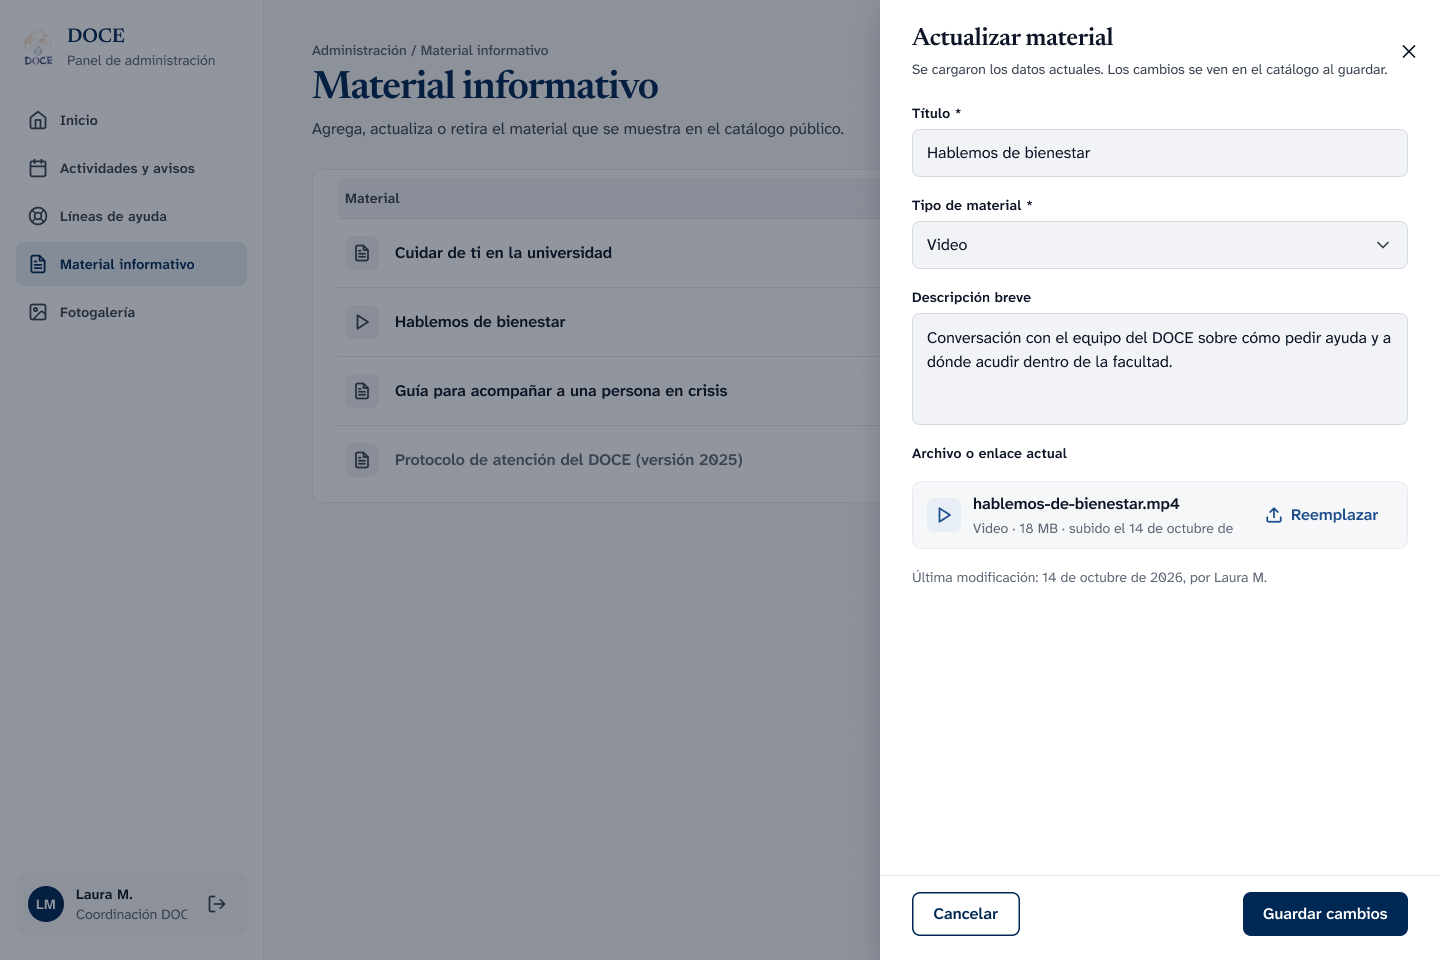 DOCE
DOCE
Panel de administración
Inicio
Actividades y avisos
Líneas de ayuda
Material informativo
Fotogalería
LM
Laura M.
Coordinación DOC
Administración / Material informativo
Material informativo
Agrega, actualiza o retira el material que se muestra en el catálogo público.
Material
Cuidar de ti en la universidad
Hablemos de bienestar
Guía para acompañar a una persona en crisis
Protocolo de atención del DOCE (versión 2025)
Actualizar material
Se cargaron los datos actuales. Los cambios se ven en el catálogo al guardar.
Título *
Hablemos de bienestar
Tipo de material *
Video
Descripción breve
Conversación con el equipo del DOCE sobre cómo pedir ayuda y a
dónde acudir dentro de la facultad.
Archivo o enlace actual
hablemos-de-bienestar.mp4
Video · 18 MB · subido el 14 de octubre de
Reemplazar
Última modificación: 14 de octubre de 2026, por Laura M.
Cancelar
Guardar cambios